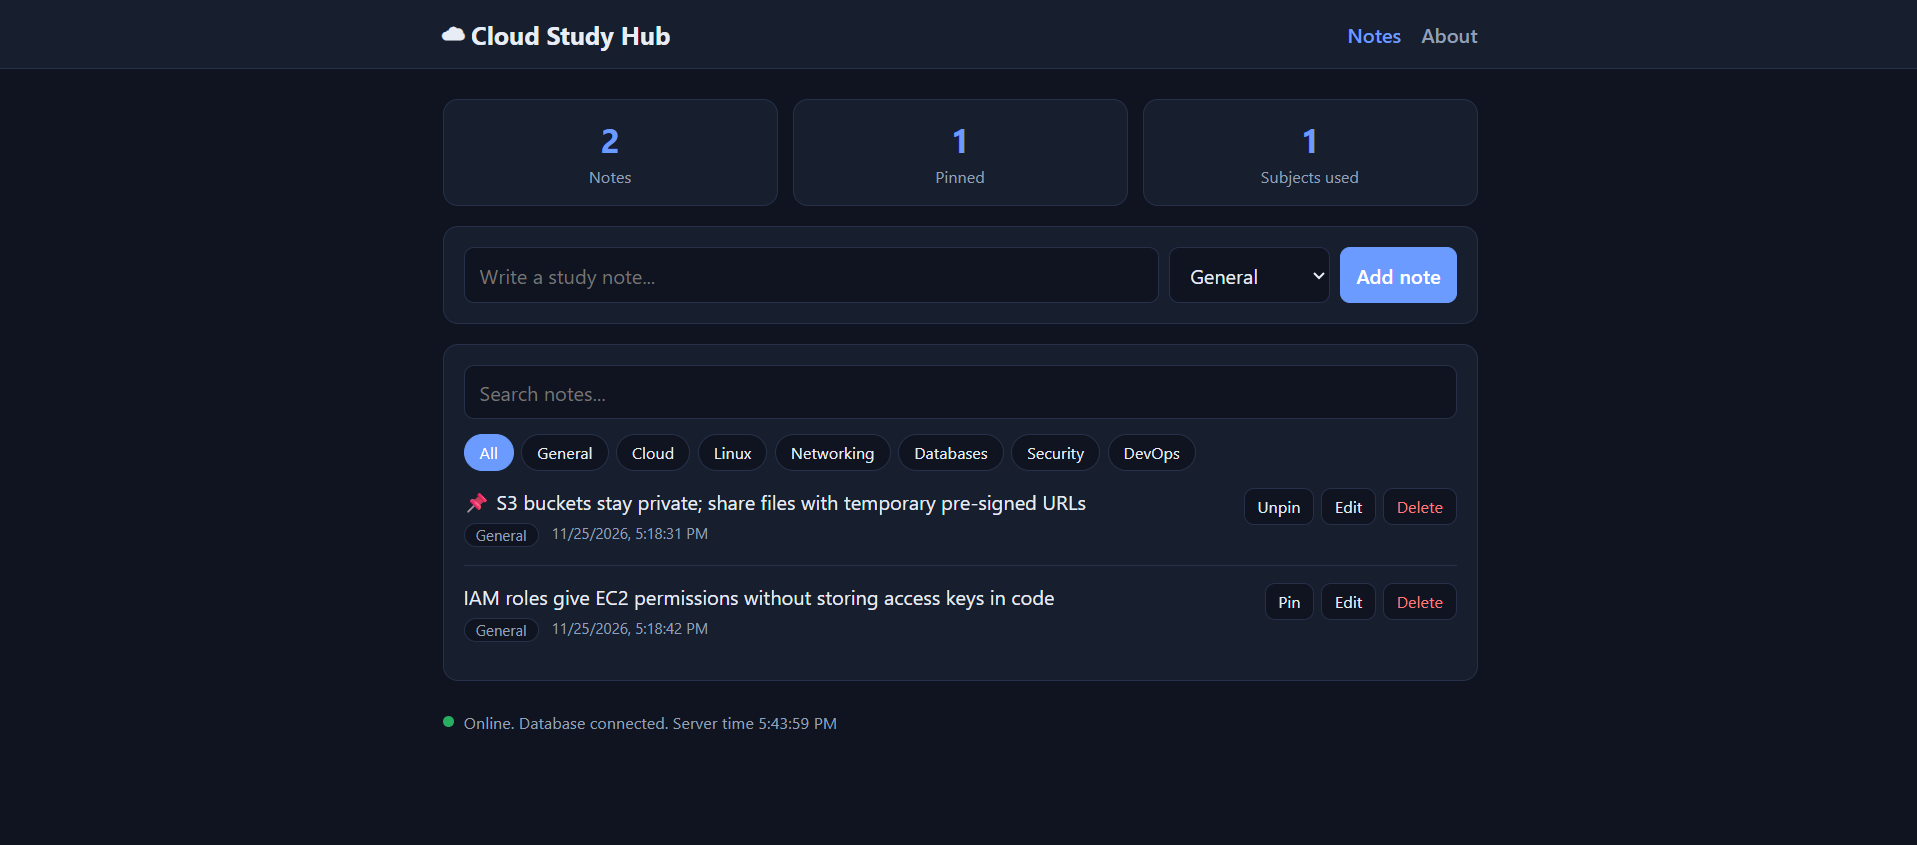 Cloud Study Hub
Notes About
2 1 1
Notes Pinned Subjects used
Write a study note... General Add note
Search notes...
All General Cloud Linux Networking Databases Security DevOps
S3 buckets stay private; share files with temporary pre-signed URLs Unpin Edit Delete
General 11/25/2026, 5:18:31 PM
IAM roles give EC2 permissions without storing access keys in code Pin Edit Delete
General 11/25/2026, 5:18:42 PM
Online. Database connected. Server time 5:43:59 PM